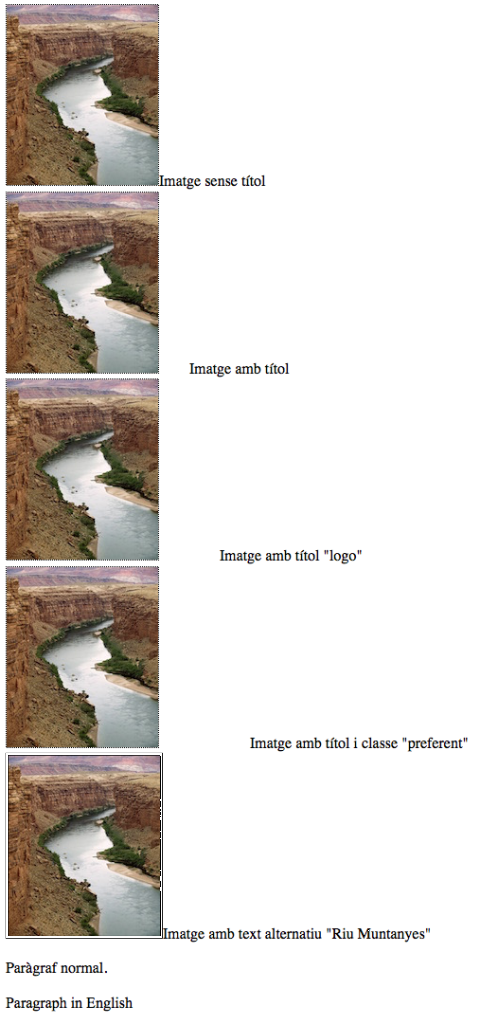 Imatge sense títol
Imatge amb títol
Imatge amb títol "logo"
Imatge amb títol i classe "preferent"
Imatge amb text alternatiu "Riu Muntanyes"
Paràgraf normal.
Paragraph in English